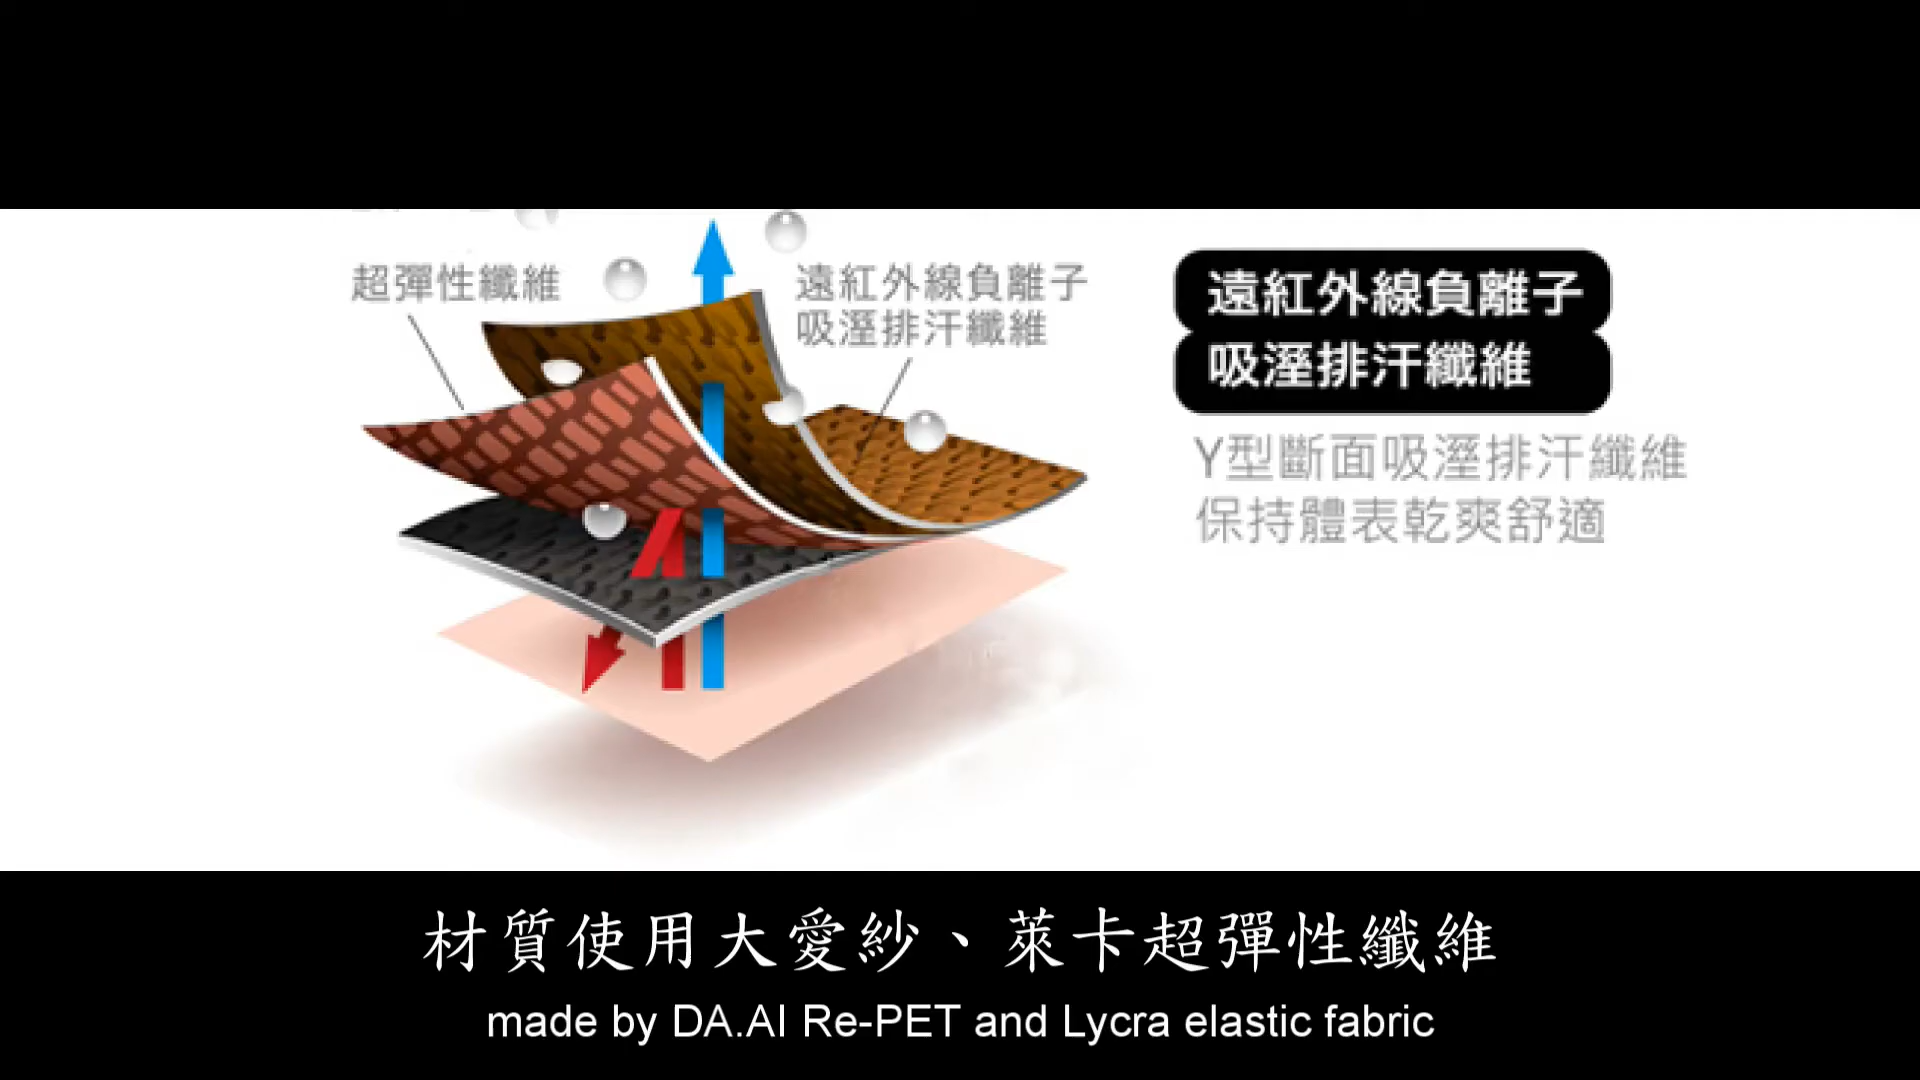 超彈性纖維
遠紅外線負離子
吸溼排汗纖維
遠紅外線負離子
吸溼排汗纖維
Y型斷面吸溼排汗纖維
保持體表乾爽舒適
材質使用大愛紗、萊卡超彈性纖維
made by DA.AI Re-PET and Lycra elastic fabric